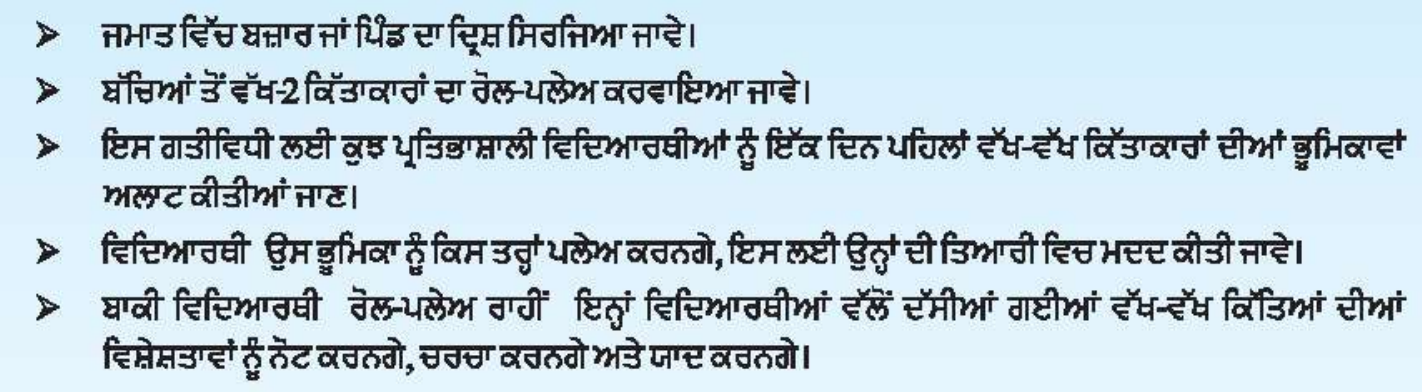 ➤ ਜਮਾਤ ਵਿੱਚ ਬਜ਼ਾਰ ਜਾਂ ਪਿੰਡ ਦਾ ਦ੍ਰਿਸ਼ ਸਿਰਜਿਆ ਜਾਵੇ।
➤ ਬੱਚਿਆਂ ਤੋਂ ਵੱਖ-2 ਕਿੱਤਾਕਾਰਾਂ ਦਾ ਰੋਲ-ਪਲੇਅ ਕਰਵਾਇਆ ਜਾਵੇ।
➤ ਇਸ ਗਤੀਵਿਧੀ ਲਈ ਕੁਝ ਪ੍ਰਤਿਭਾਸ਼ਾਲੀ ਵਿਦਿਆਰਥੀਆਂ ਨੂੰ ਇੱਕ ਦਿਨ ਪਹਿਲਾਂ ਵੱਖ-ਵੱਖ ਕਿੱਤਾਕਾਰਾਂ ਦੀਆਂ ਭੂਮਿਕਾਵਾਂ
ਅਲਾਟ ਕੀਤੀਆਂ ਜਾਣ।
➤ ਵਿਦਿਆਰਥੀ ਉਸ ਭੂਮਿਕਾ ਨੂੰ ਕਿਸ ਤਰ੍ਹਾਂ ਪਲੇਅ ਕਰਨਗੇ, ਇਸ ਲਈ ਉਨ੍ਹਾਂ ਦੀ ਤਿਆਰੀ ਵਿਚ ਮਦਦ ਕੀਤੀ ਜਾਵੇ।
➤ ਬਾਕੀ ਵਿਦਿਆਰਥੀ ਰੋਲ-ਪਲੇਅ ਰਾਹੀਂ ਇਨ੍ਹਾਂ ਵਿਦਿਆਰਥੀਆਂ ਵੱਲੋਂ ਦੱਸੀਆਂ ਗਈਆਂ ਵੱਖ-ਵੱਖ ਕਿੱਤਿਆਂ ਦੀਆਂ
ਵਿਸ਼ੇਸ਼ਤਾਵਾਂ ਨੂੰ ਨੋਟ ਕਰਨਗੇ, ਚਰਚਾ ਕਰਨਗੇ ਅਤੇ ਯਾਦ ਕਰਨਗੇ।